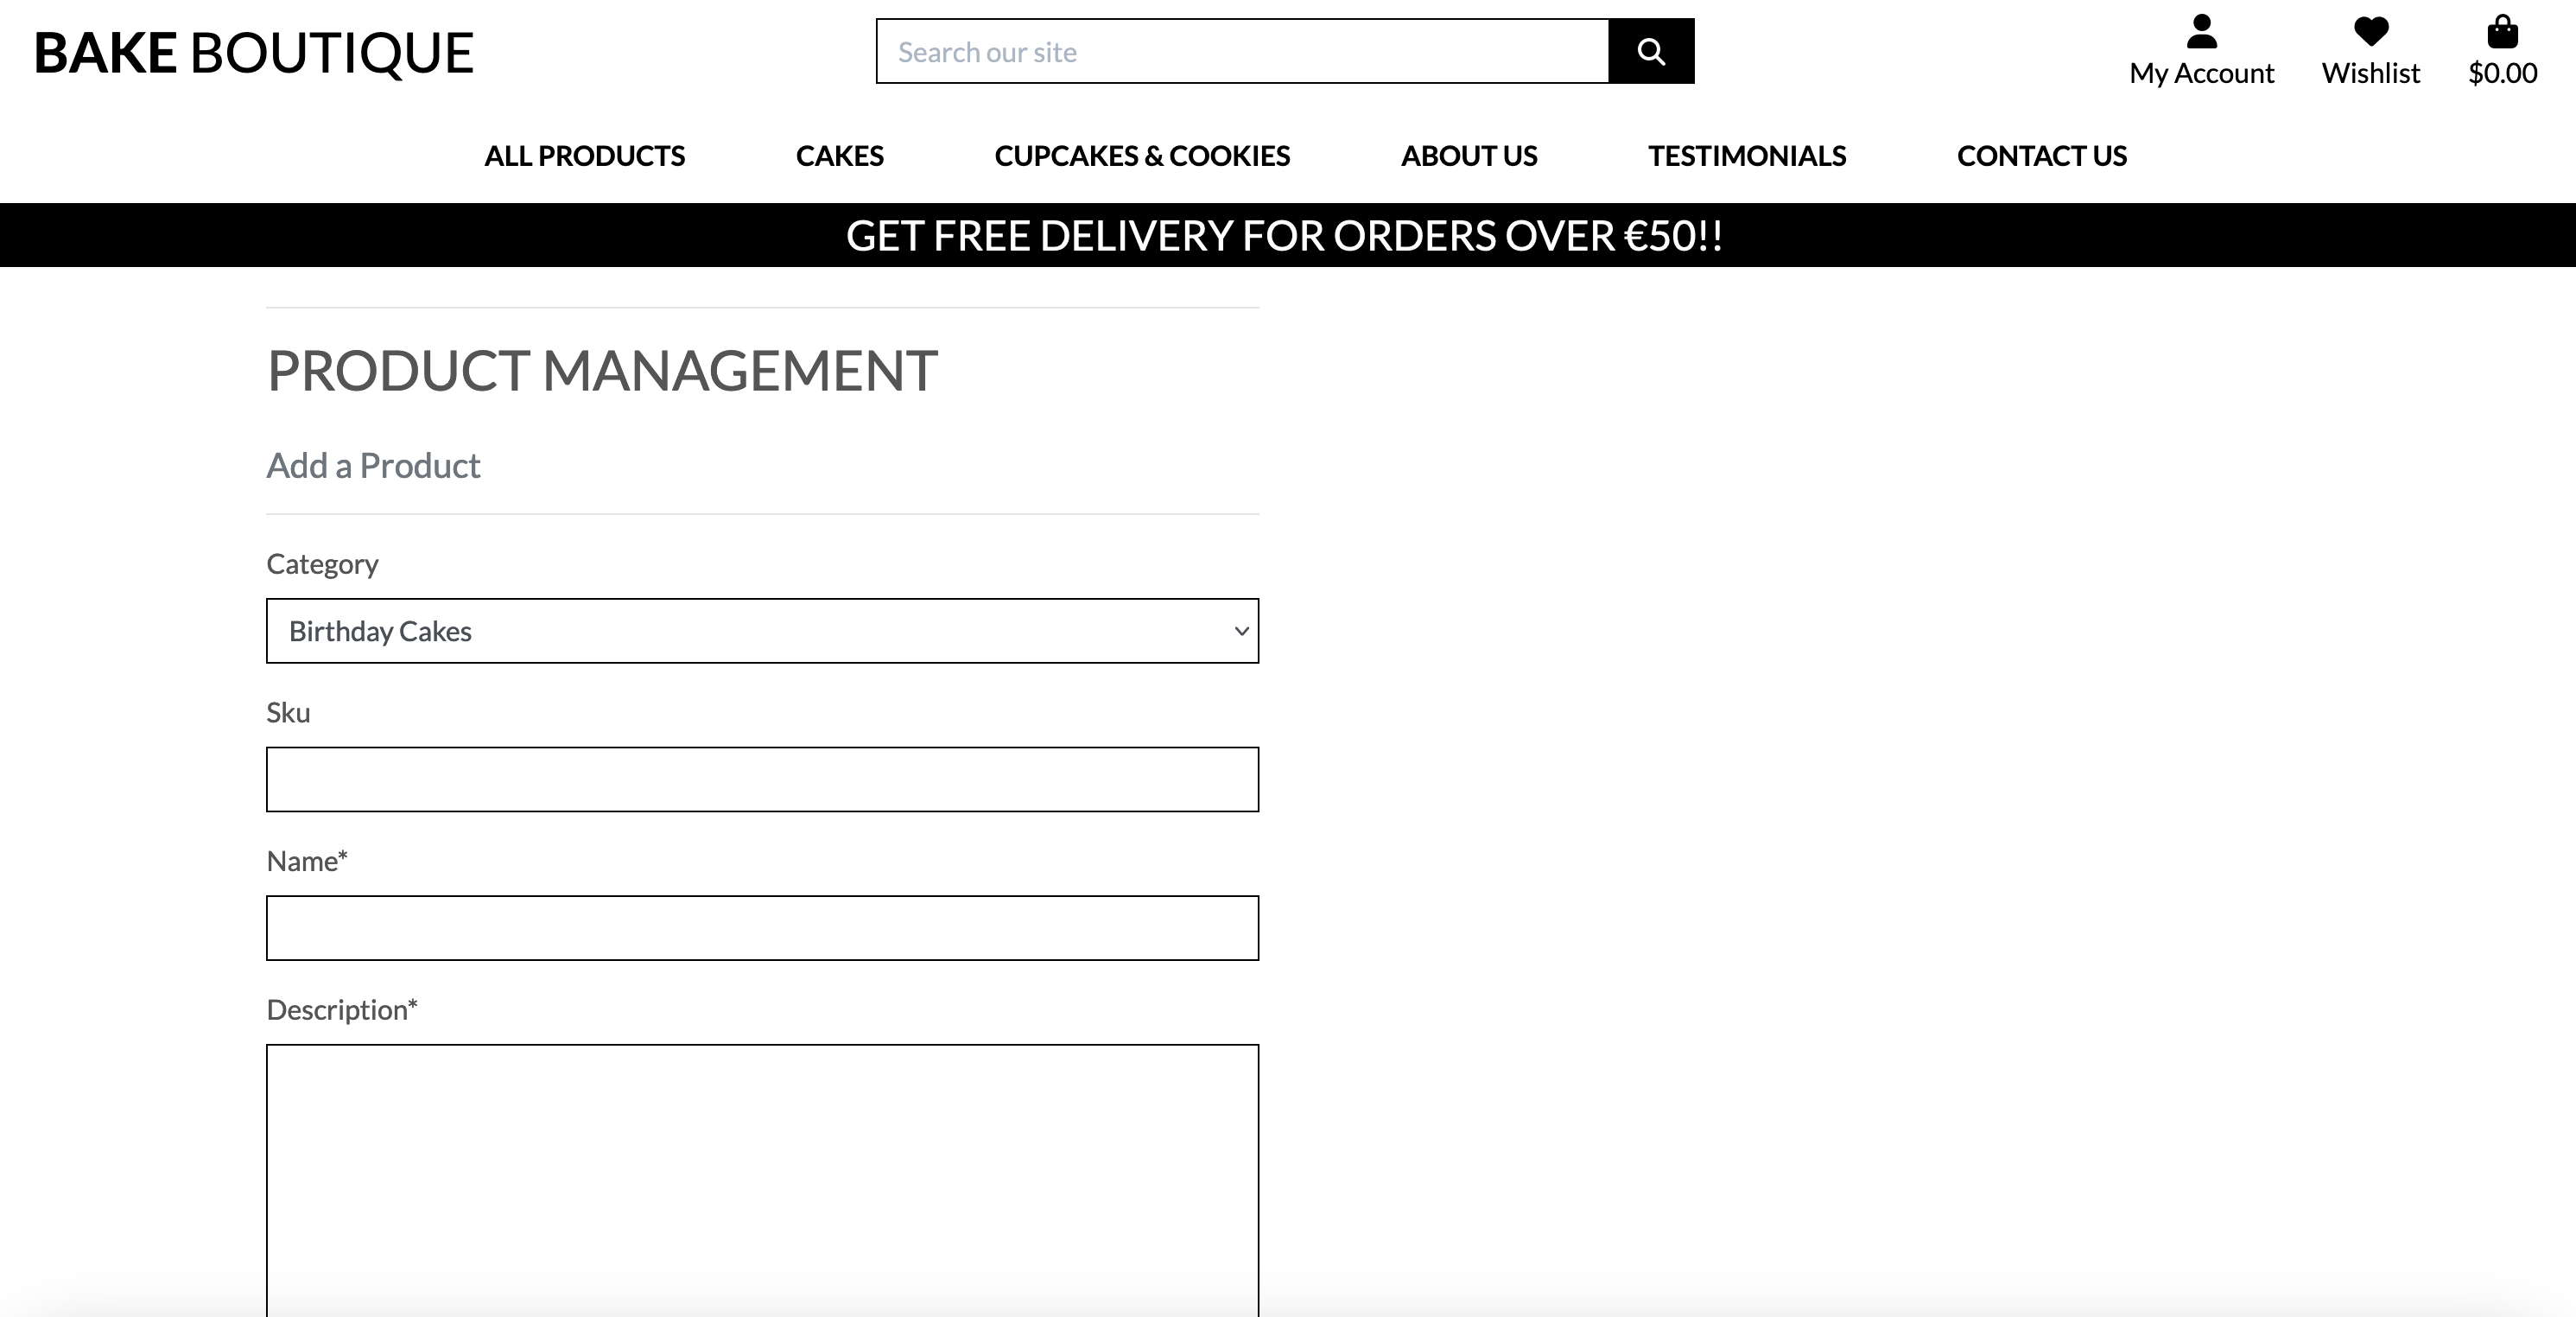 BAKE BOUTIQUE
Search our site
My Account
Wishlist
$0.00
ALL PRODUCTS
CAKES
CUPCAKES & COOKIES
ABOUT US
TESTIMONIALS
CONTACT US
GET FREE DELIVERY FOR ORDERS OVER €50!!
PRODUCT MANAGEMENT
Add a Product
Category
Birthday Cakes
Sku
Name*
Description*